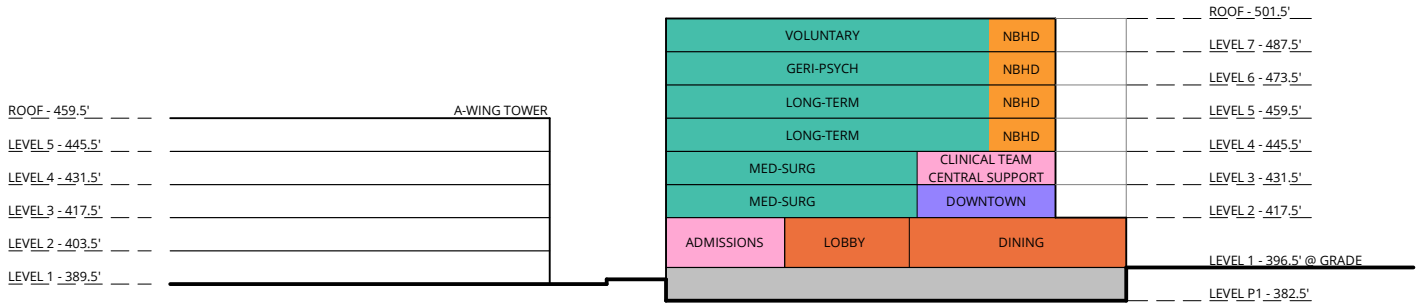 ROOF - 459.5'
LEVEL 5 - 445.5'
LEVEL 4 - 431.5'
LEVEL 3 - 417.5'
LEVEL 2 - 403.5'
LEVEL 1 - 389.5'
A-WING TOWER
VOLUNTARY
NBHD
GERI-PSYCH
NBHD
LONG-TERM
NBHD
LONG-TERM
NBHD
MED-SURG
CLINICAL TEAM
CENTRAL SUPPORT
MED-SURG
DOWNTOWN
ADMISSIONS
LOBBY
DINING
ROOF - 501.5'
LEVEL 7 - 487.5'
LEVEL 6 - 473.5'
LEVEL 5 - 459.5'
LEVEL 4 - 445.5'
LEVEL 3 - 431.5'
LEVEL 2 - 417.5'
LEVEL 1 - 396.5' @ GRADE
LEVEL P1 - 382.5'